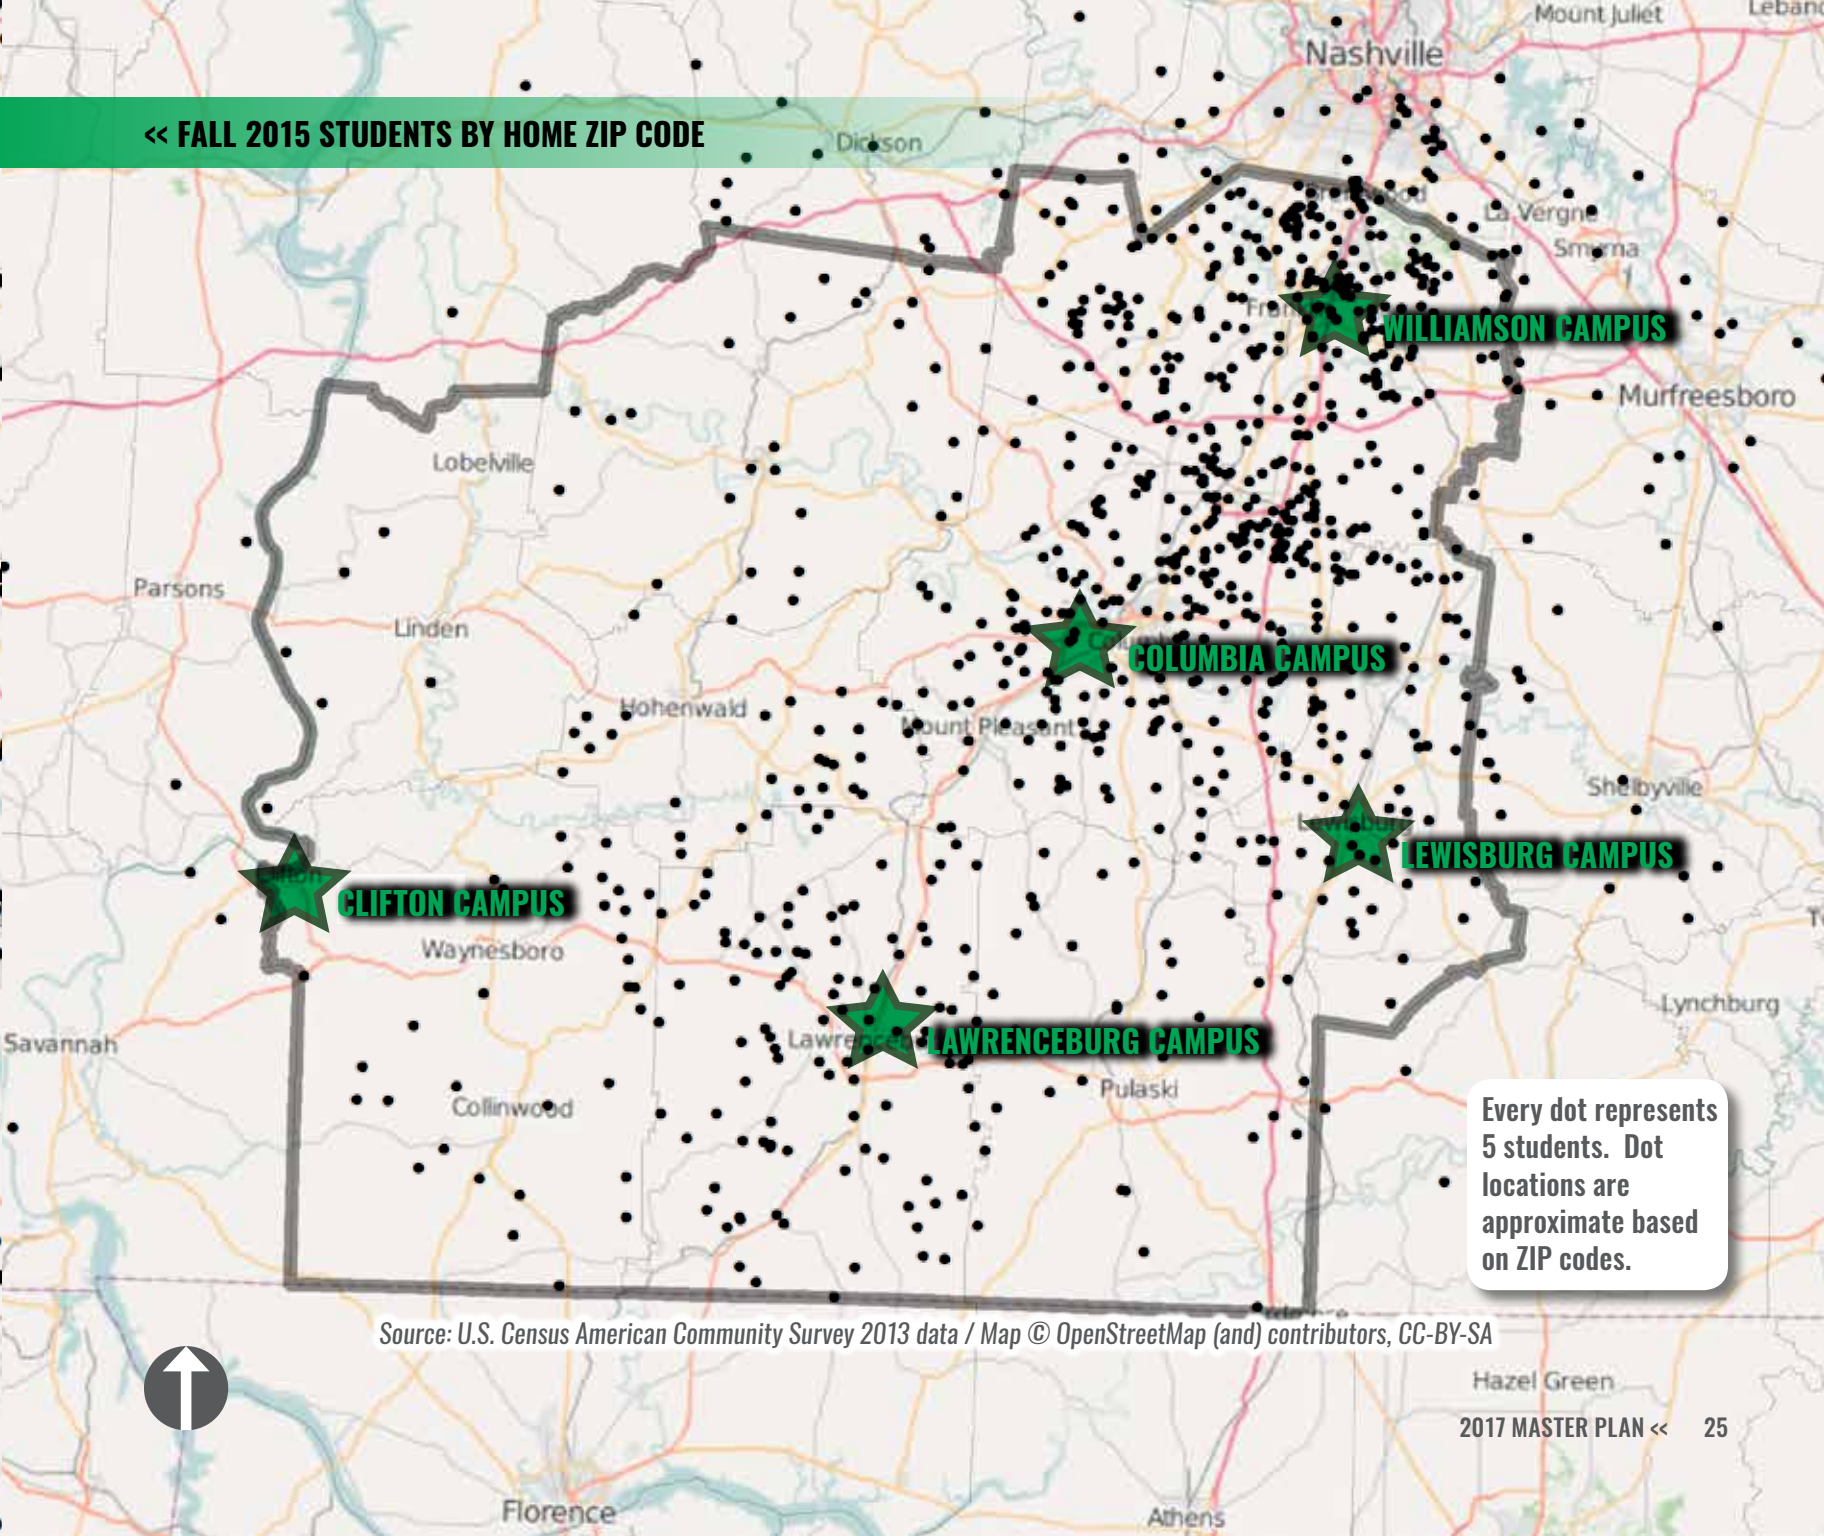 Mount Juliet
Nashville
<< FALL 2015 STUDENTS BY HOME ZIP CODE
Dickson
La Vergne
Smyrna
WILLIAMSON CAMPUS
Murfreesboro
Lobelville
Parsons
Linden
COLUMBIA CAMPUS
Hohenwald
Mount Pleasant
Shelbyville
LEWISBURG CAMPUS
Clifton
CLIFTON CAMPUS
Waynesboro
Lynchburg
Savannah
LAWRENCEBURG CAMPUS
Pulaski
Collinwood
Every dot represents
5 students. Dot
locations are
approximate based
on ZIP codes.
Source: U.S. Census American Community Survey 2013 data / Map © OpenStreetMap (and) contributors, CC-BY-SA
Hazel Green
2017 MASTER PLAN << 25
Florence
Athens